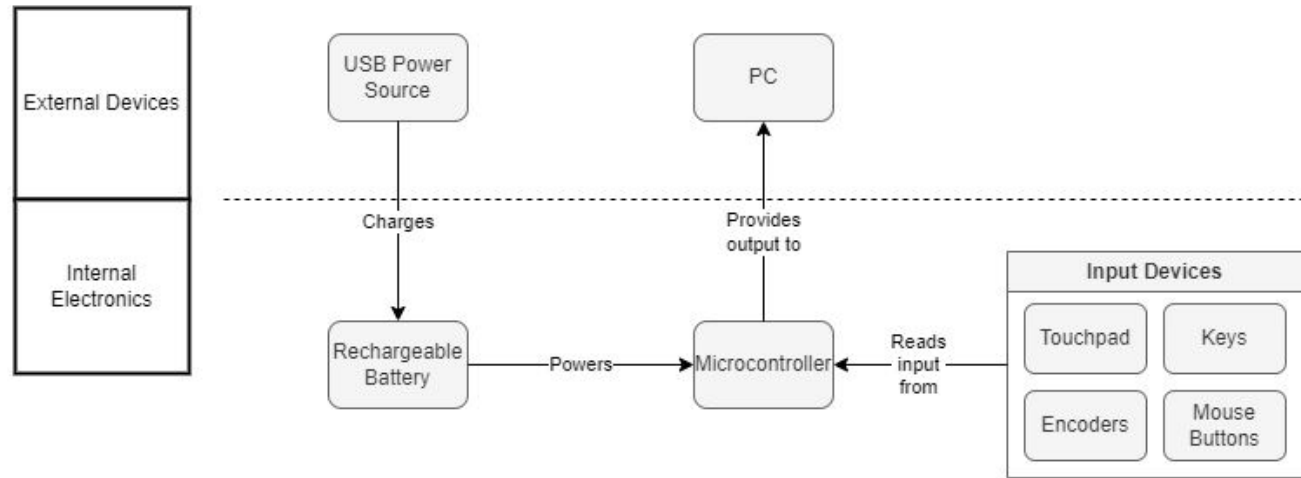 External Devices
USB Power
Source
PC
Charges
Provides
output to
Internal
Electronics
Input Devices
Touchpad
Keys
Rechargeable
Battery
Powers
Microcontroller
Reads
input
from
Encoders
Mouse
Buttons